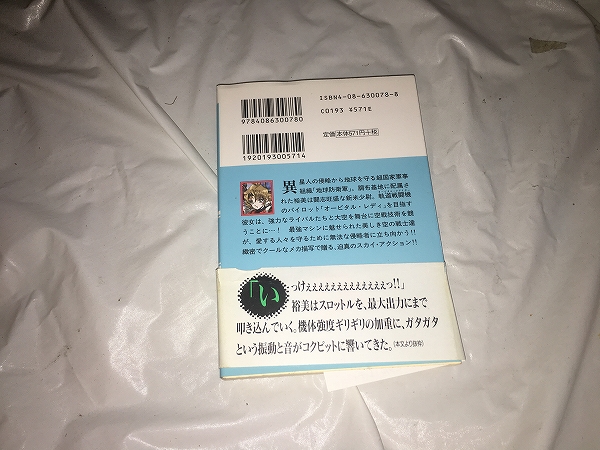 ISBN4-08-630078-8
C0193 ¥571E
9784086300780
定価 本体571円+税
1920193005714
異星人の侵略から地球を守る超国家軍事
組織「地球防衛軍」。調布基地に配属さ
れた裕美は闘志旺盛な新米少尉。軌道戦闘機
のパイロット「オービタル・レディ」を目指す
彼女は、強力なライバルたちと大空を舞台に空戦技術を競
うことに…! 最強マシンに魅せられた美しき空の戦士達
が、愛する人々を守るために無法な侵略者に立ち向かう!!
緻密でクールなメカ描写で贈る、迫真のスカイ・アクション!!
「いっけぇぇぇぇぇぇぇぇぇぇぇぇっ!!」
裕美はスロットルを、最大出力にまで
叩き込んでいく。機体強度ギリギリの加重に、ガタガタ
という振動と音がコクピットに響いてきた。(本文より抜粋)